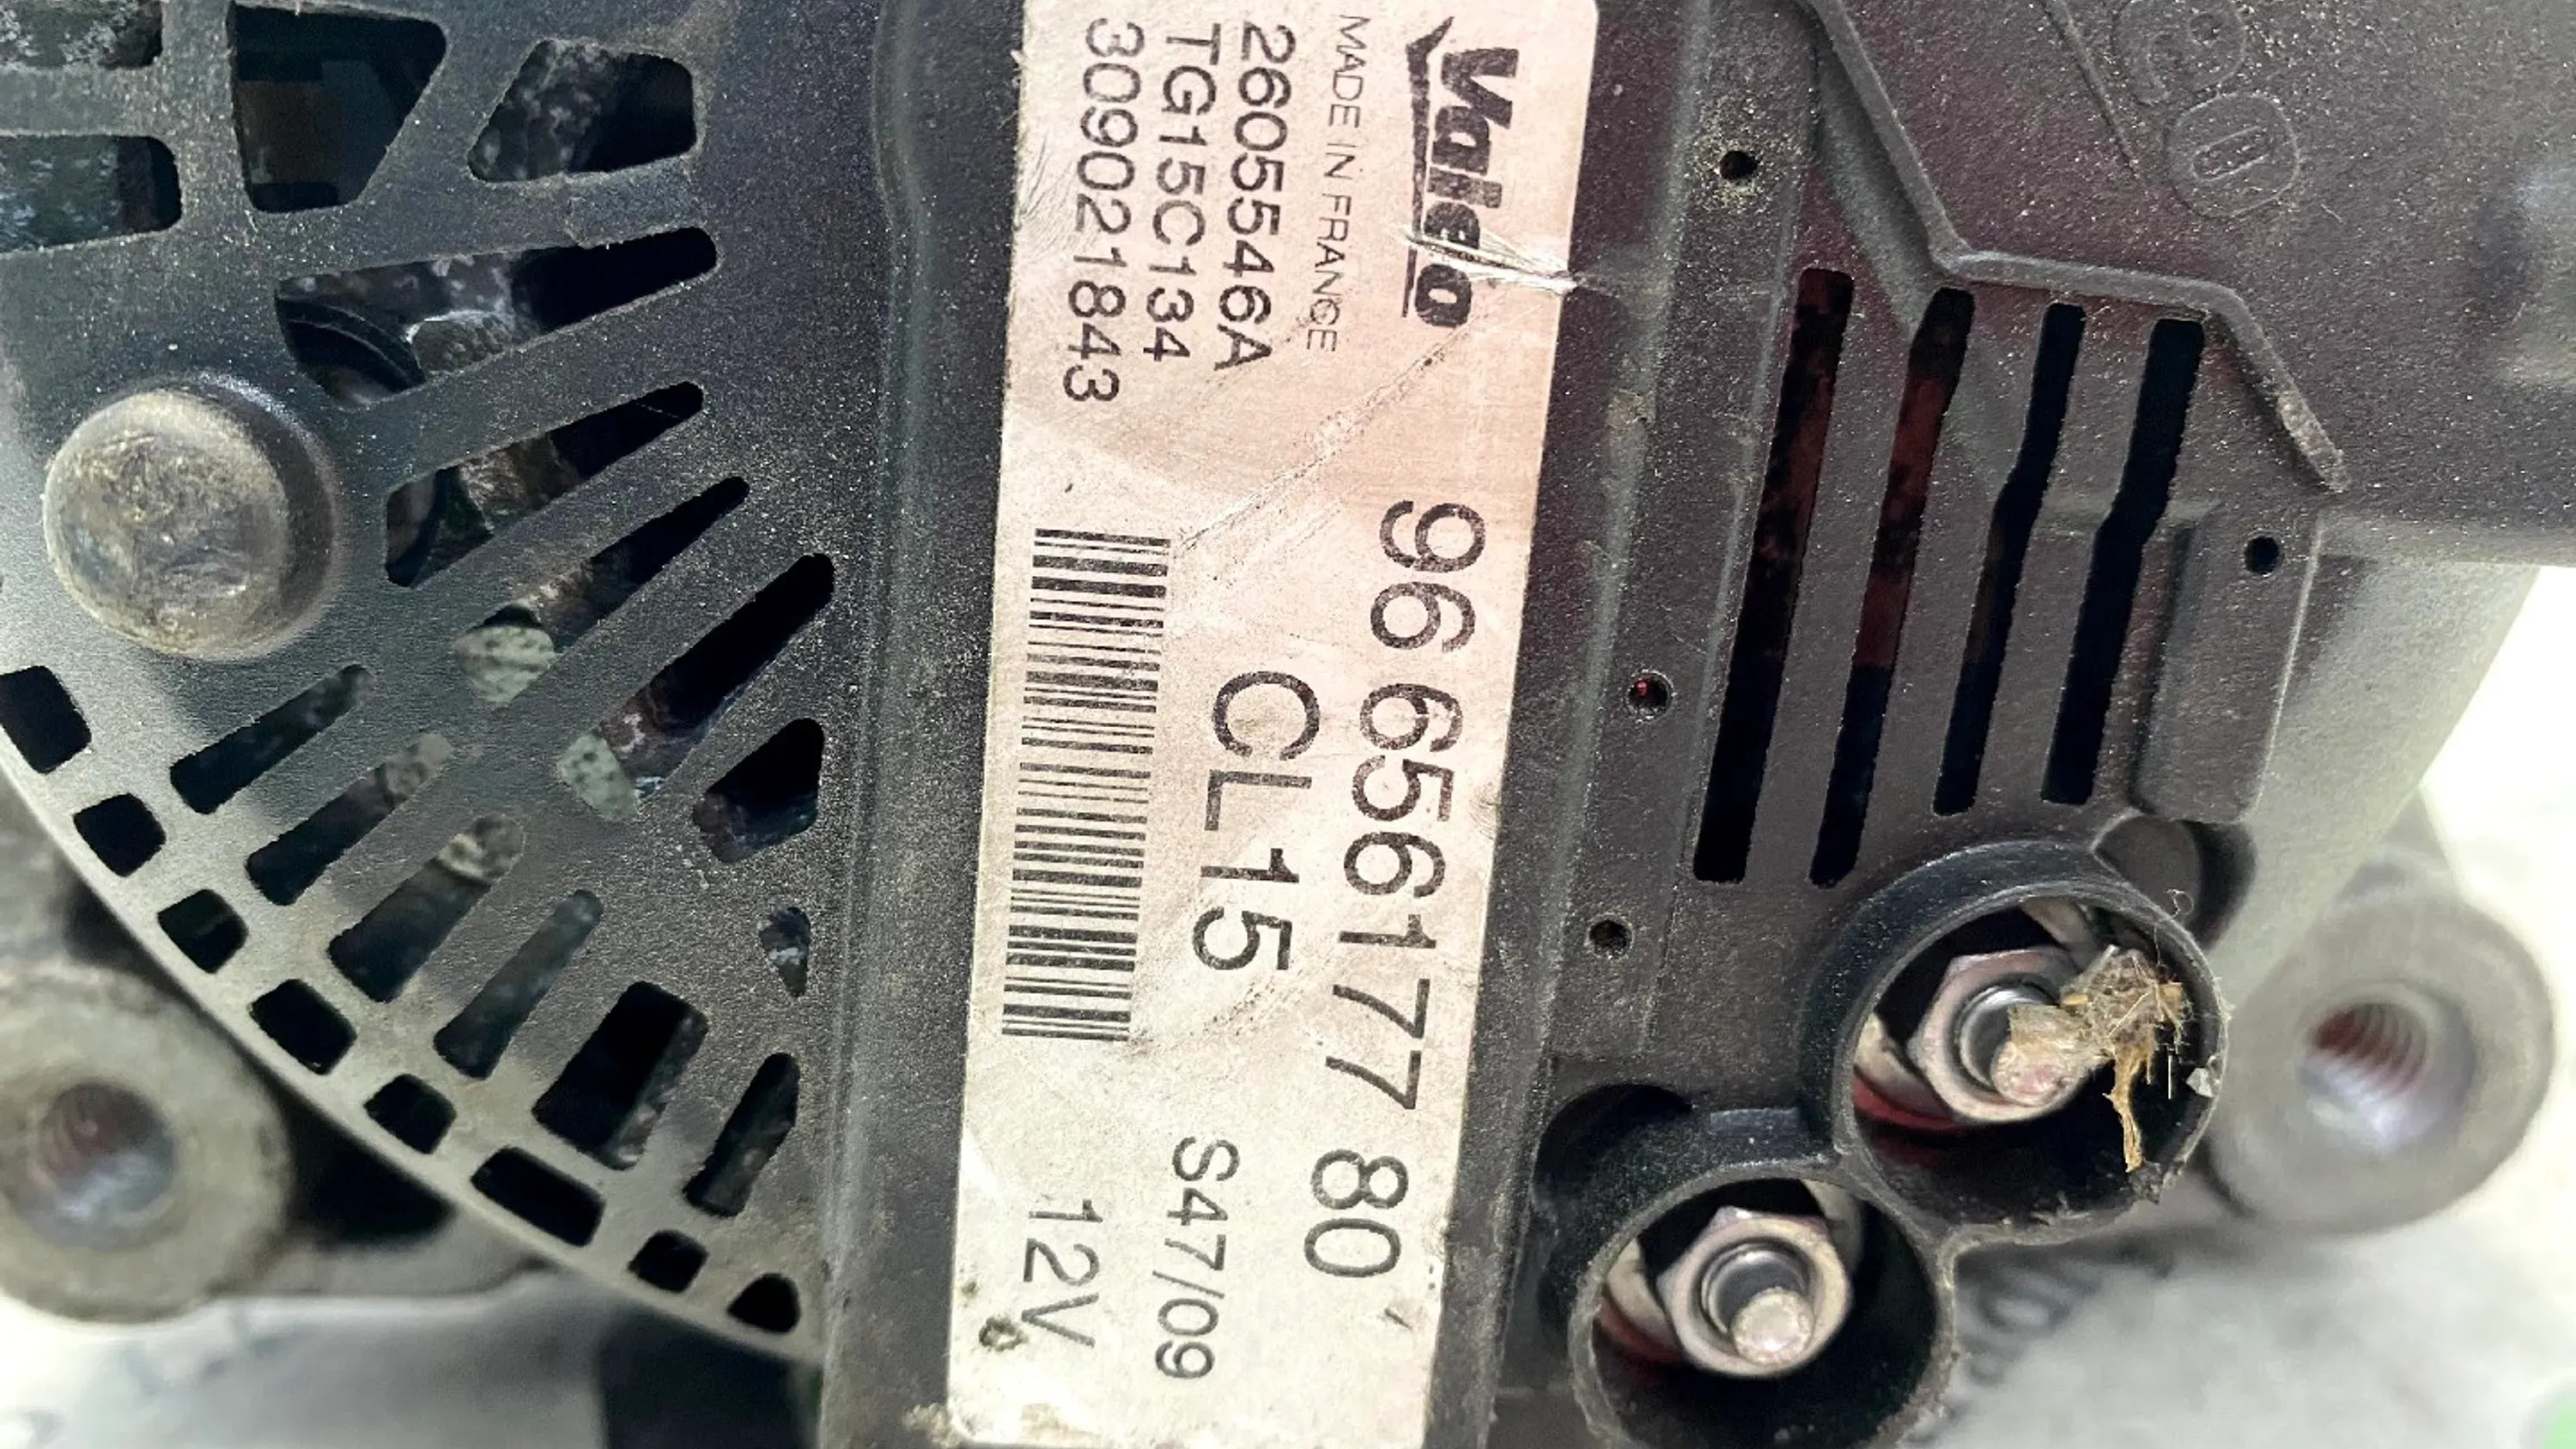 Valeo
MADE IN FRANCE
2605546A
TG15C134
309021843
96 656177 80
CL15
S47/09
12V